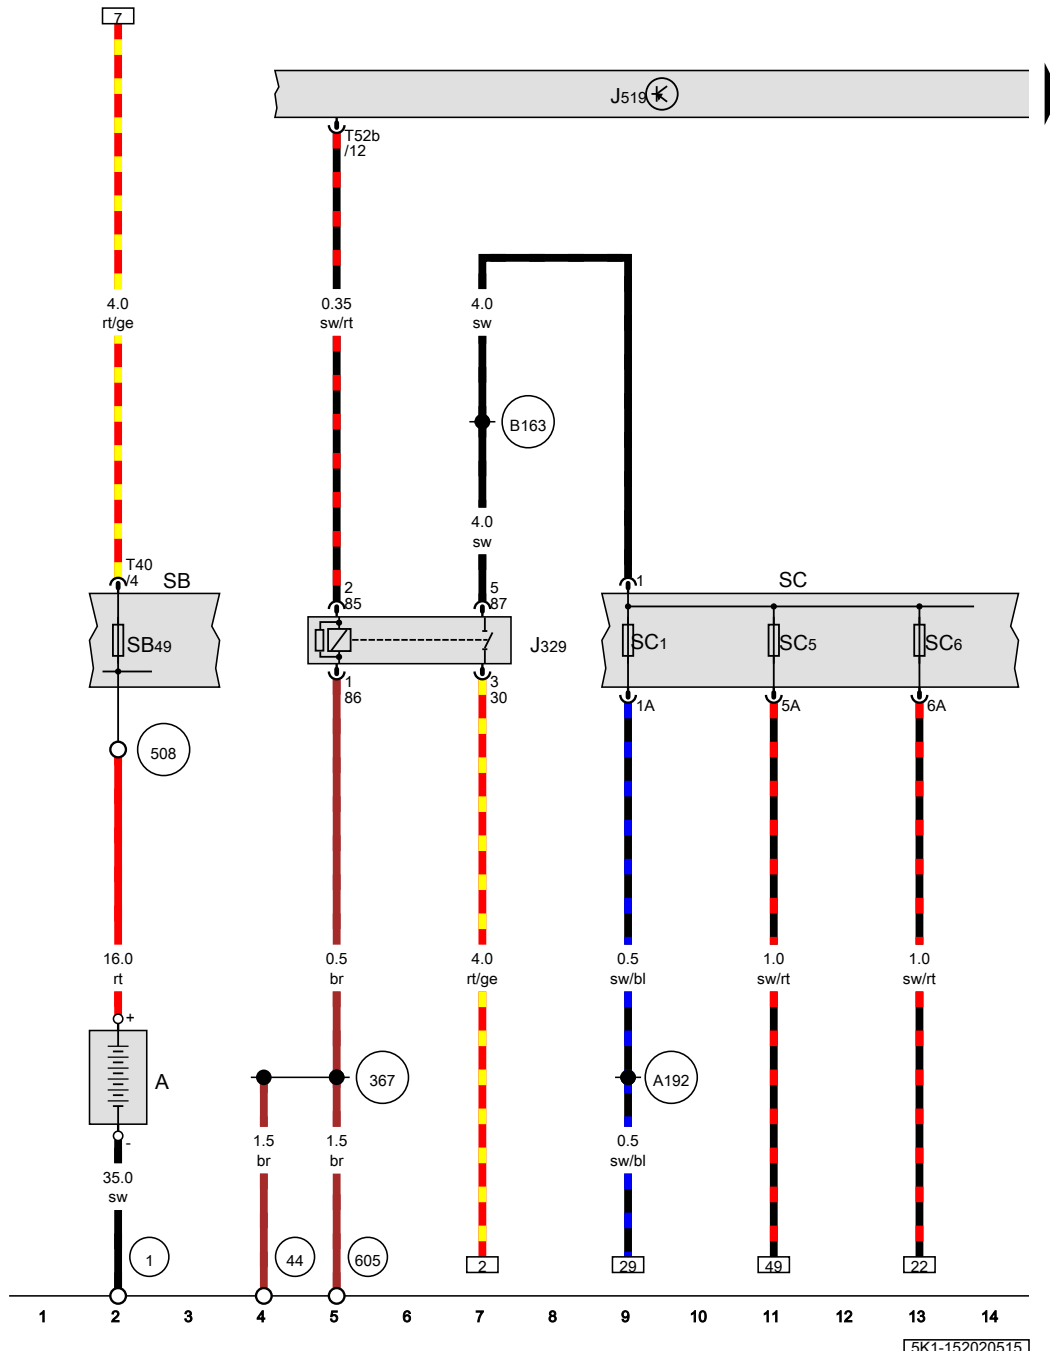 7
J519
T52b
/12
4.0
rt/ge
0.35
sw/rt
4.0
sw
B163
4.0
sw
T40
/4
SB
2
85
5
87
1
SC
SB49
J329
SC1
SC5
SC6
1
86
3
30
1A
5A
6A
508
16.0
rt
0.5
br
4.0
rt/ge
0.5
sw/bl
1.0
sw/rt
1.0
sw/rt
+
A
367
A192
-
1.5
br
1.5
br
0.5
sw/bl
35.0
sw
1
44
605
2
29
49
22
1 2 3 4 5 6 7 8 9 10 11 12 13 14
5K1-152020515